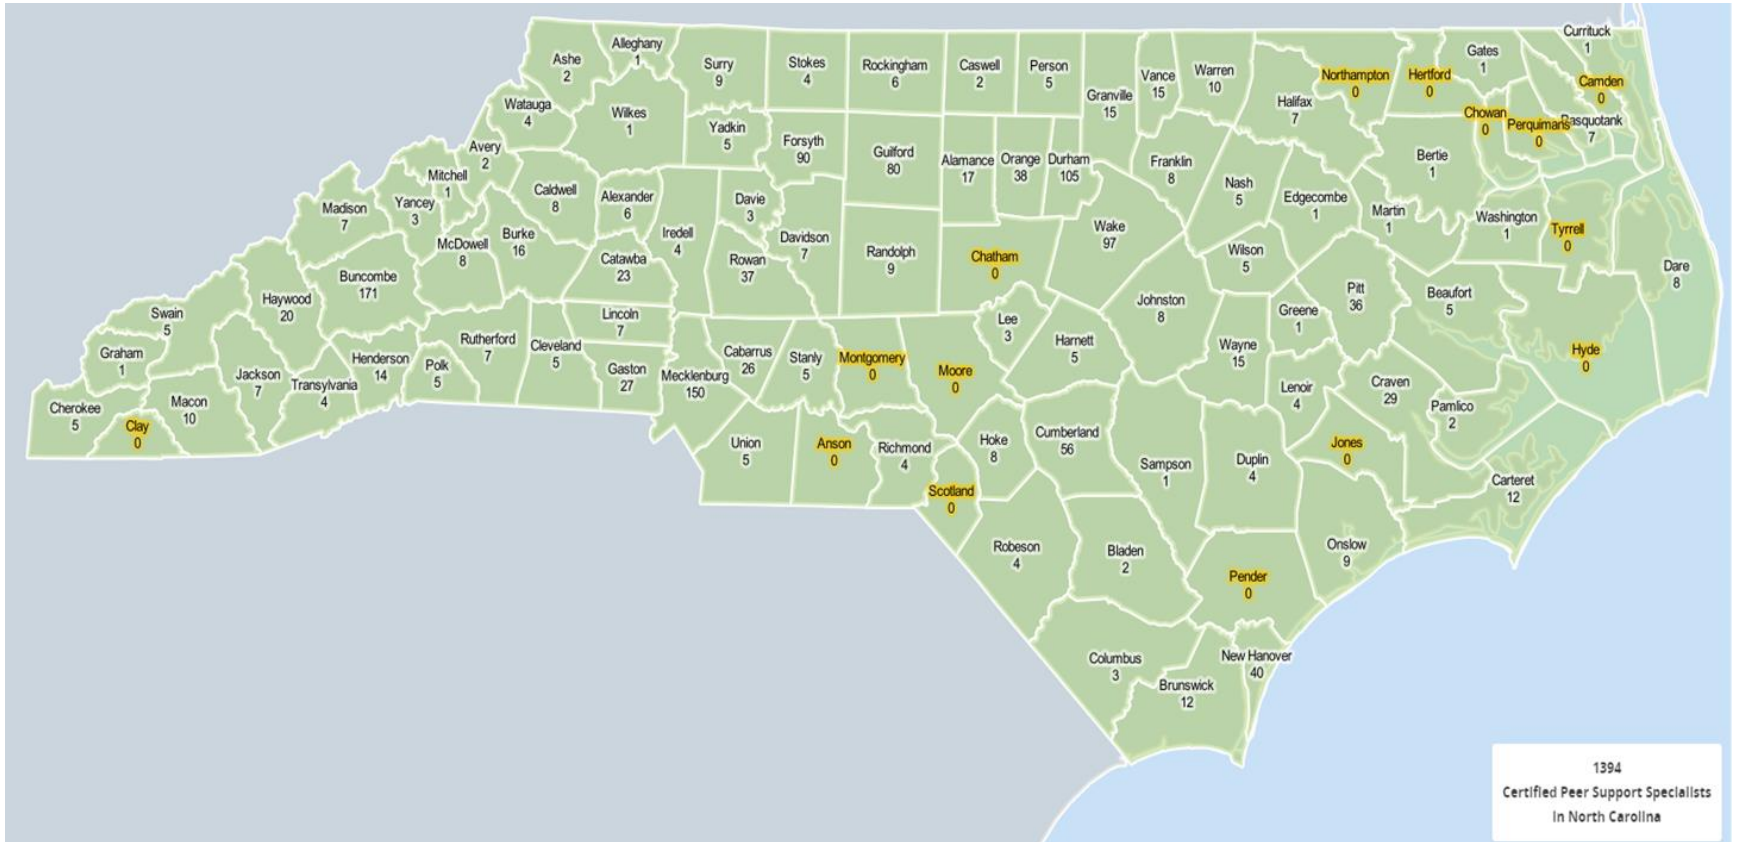 Currituck
1
Alleghany
1
Ashe
2
Surry
9
Stokes
4
Rockingham
6
Caswell
2
Person
5
Granville
15
Vance
15
Warren
10
Northampton
0
Hertford
0
Gates
1
Camden
0
Halifax
7
Chowan
0
Perquimans
0
Pasquotank
7
Watauga
4
Wilkes
1
Yadkin
5
Forsyth
90
Guilford
80
Alamance
17
Orange
38
Durham
105
Franklin
8
Bertie
1
Avery
2
Mitchell
1
Caldwell
8
Alexander
6
Davie
3
Nash
5
Edgecombe
1
Martin
1
Washington
1
Tyrrell
0
Madison
7
Yancey
3
McDowell
8
Burke
16
Iredell
4
Davidson
7
Randolph
9
Wake
97
Chatham
0
Wilson
5
Dare
8
Buncombe
171
Catawba
23
Rowan
37
Haywood
20
Swain
5
Lincoln
7
Johnston
8
Greene
1
Pitt
36
Beaufort
5
Rutherford
7
Cleveland
5
Lee
3
Harnett
5
Wayne
15
Hyde
0
Graham
1
Henderson
14
Polk
5
Cabarrus
26
Stanly
5
Montgomery
0
Moore
0
Jackson
7
Transylvania
4
Gaston
27
Mecklenburg
150
Lenoir
4
Craven
29
Pamlico
2
Cherokee
5
Macon
10
Clay
0
Union
5
Anson
0
Richmond
4
Hoke
8
Cumberland
56
Jones
0
Sampson
1
Duplin
4
Carteret
12
Scotland
0
Robeson
4
Bladen
2
Onslow
9
Pender
0
Columbus
3
New Hanover
40
Brunswick
12
1394
Certified Peer Support Specialists
in North Carolina